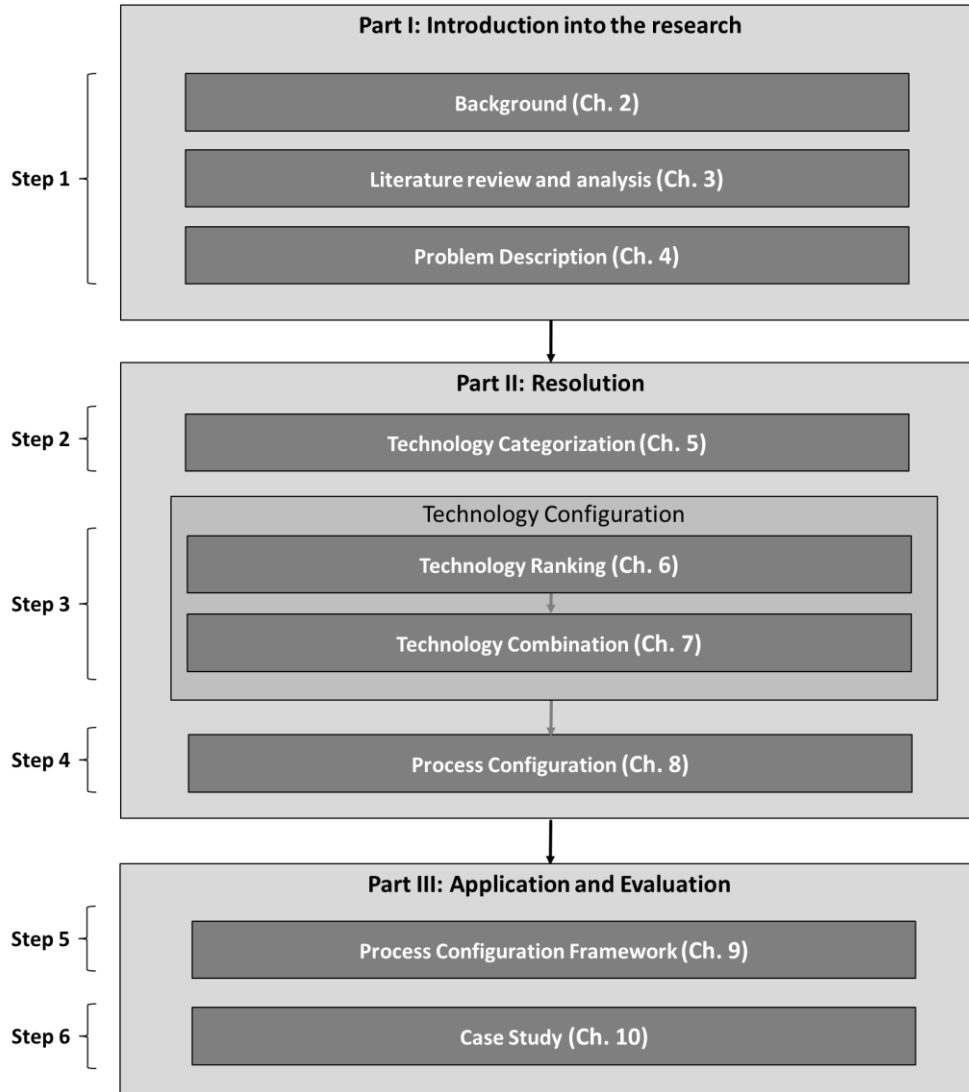 Part I: Introduction into the research
Background (Ch. 2)
Step 1
Literature review and analysis (Ch. 3)
Problem Description (Ch. 4)
Part II: Resolution
Step 2
Technology Categorization (Ch. 5)
Technology Configuration
Technology Ranking (Ch. 6)
Step 3
Technology Combination (Ch. 7)
Step 4
Process Configuration (Ch. 8)
Part III: Application and Evaluation
Step 5
Process Configuration Framework (Ch. 9)
Step 6
Case Study (Ch. 10)